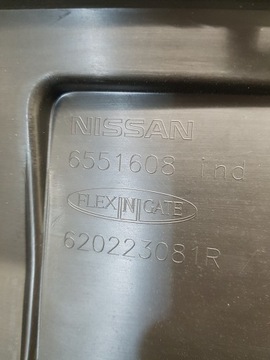 NISSAN
6551608 ind
FLEX N GATE
620223081R